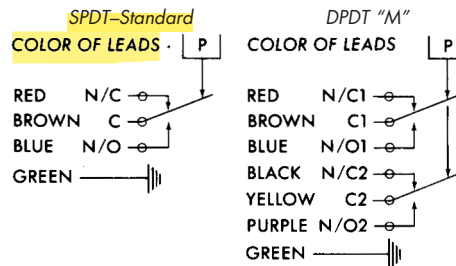 SPDT–Standard
COLOR OF LEADS
P
RED N/C
BROWN C
BLUE N/O
GREEN
DPDT “M”
COLOR OF LEADS
P
RED N/C1
BROWN C1
BLUE N/O1
BLACK N/C2
YELLOW C2
PURPLE N/O2
GREEN